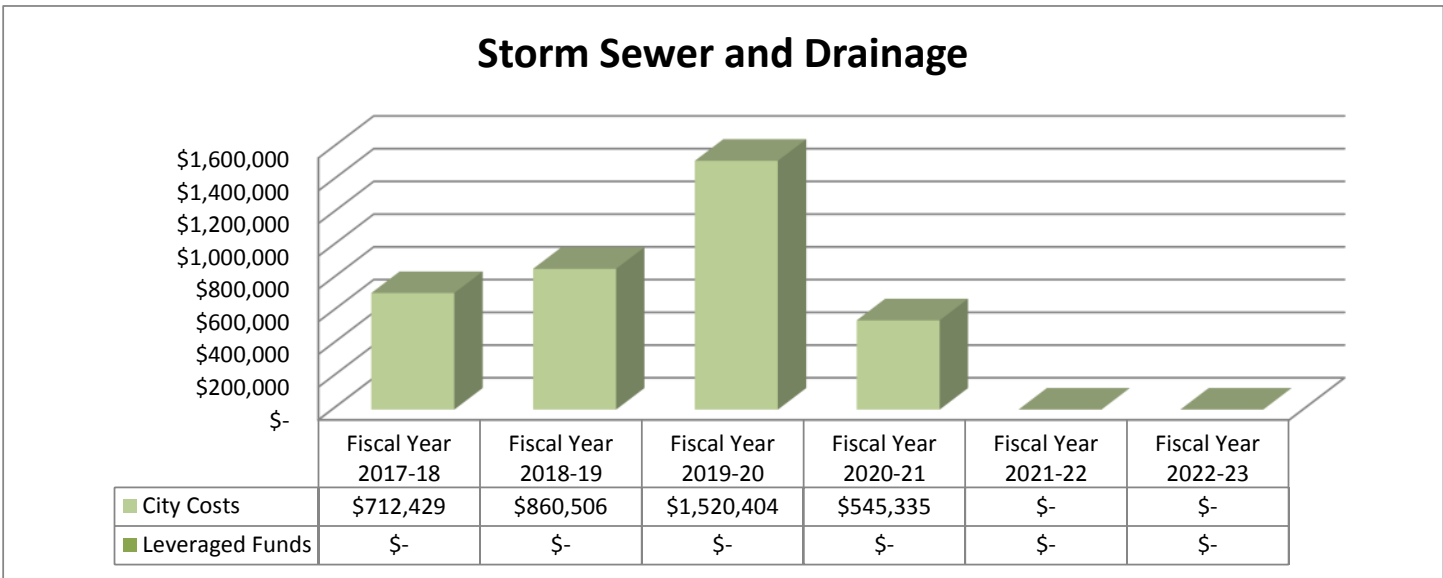 Storm Sewer and Drainage
$1,600,000
$1,400,000
$1,200,000
$1,000,000
$800,000
$600,000
$400,000
$200,000
$-
Fiscal Year 2017-18 Fiscal Year 2018-19 Fiscal Year 2019-20 Fiscal Year 2020-21 Fiscal Year 2021-22 Fiscal Year 2022-23
City Costs $712,429 $860,506 $1,520,404 $545,335 $- $-
Leveraged Funds $- $- $- $- $- $-